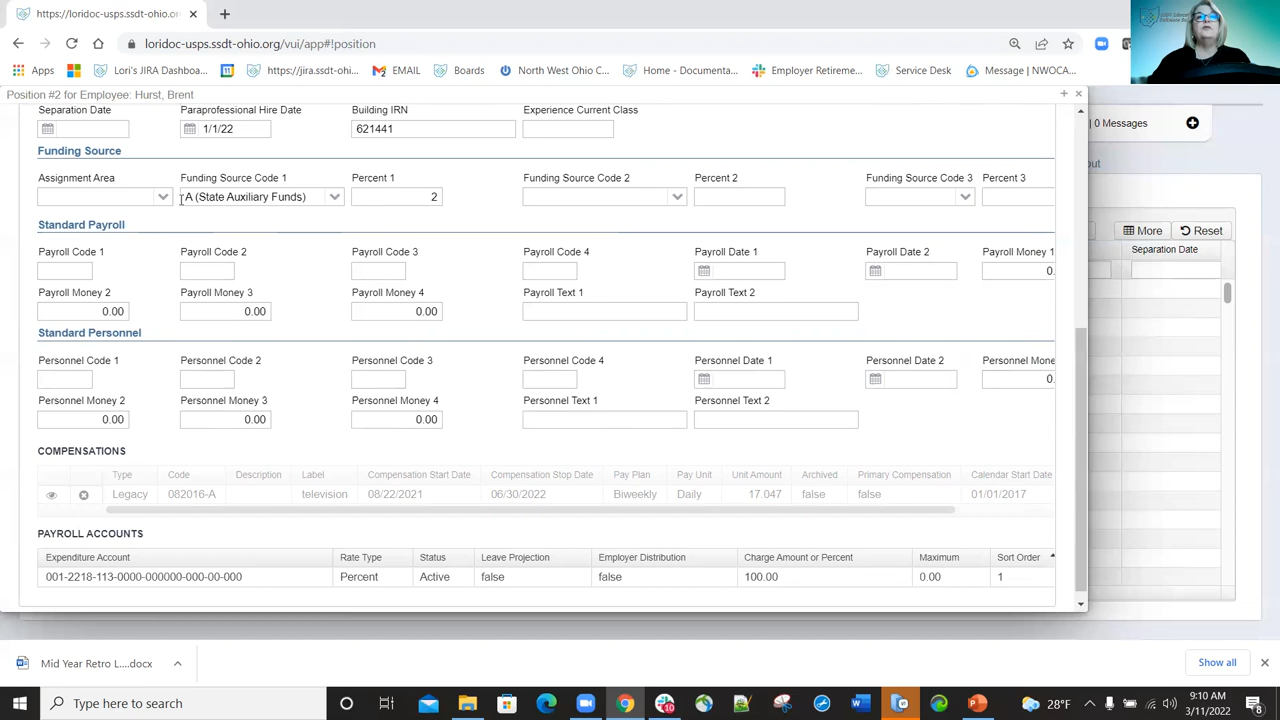 https://loridoc-usps.ssdt-ohio.org
loridoc-usps.ssdt-ohio.org/vui/app#!position
Apps Lori's JIRA Dashboa... https://jira.ssdt-ohi... EMAIL Boards North West Ohio C... Home - Documenta... Employer Retireme... Service Desk Message | NWOCA...
Position #2 for Employee: Hurst, Brent
| 0 Messages
out
Separation Date Paraprofessional Hire Date Building IRN Experience Current Class
1/1/22 621441
Funding Source
Assignment Area Funding Source Code 1 Percent 1 Funding Source Code 2 Percent 2 Funding Source Code 3 Percent 3
A (State Auxiliary Funds) 2
Standard Payroll
More Reset
Separation Date
Payroll Code 1 Payroll Code 2 Payroll Code 3 Payroll Code 4 Payroll Date 1 Payroll Date 2 Payroll Money 1
0.
Payroll Money 2 Payroll Money 3 Payroll Money 4 Payroll Text 1 Payroll Text 2
0.00 0.00 0.00
Standard Personnel
Personnel Code 1 Personnel Code 2 Personnel Code 3 Personnel Code 4 Personnel Date 1 Personnel Date 2 Personnel Mone
0.
Personnel Money 2 Personnel Money 3 Personnel Money 4 Personnel Text 1 Personnel Text 2
0.00 0.00 0.00
COMPENSATIONS
Type Code Description Label Compensation Start Date Compensation Stop Date Pay Plan Pay Unit Unit Amount Archived Primary Compensation Calendar Start Date
Legacy 082016-A television 08/22/2021 06/30/2022 Biweekly Daily 17.047 false false 01/01/2017
PAYROLL ACCOUNTS
Expenditure Account Rate Type Status Leave Projection Employer Distribution Charge Amount or Percent Maximum Sort Order
001-2218-113-0000-000000-000-00-000 Percent Active false false 100.00 0.00 1
Mid Year Retro L....docx
Show all
Type here to search
28°F
9:10 AM
3/11/2022